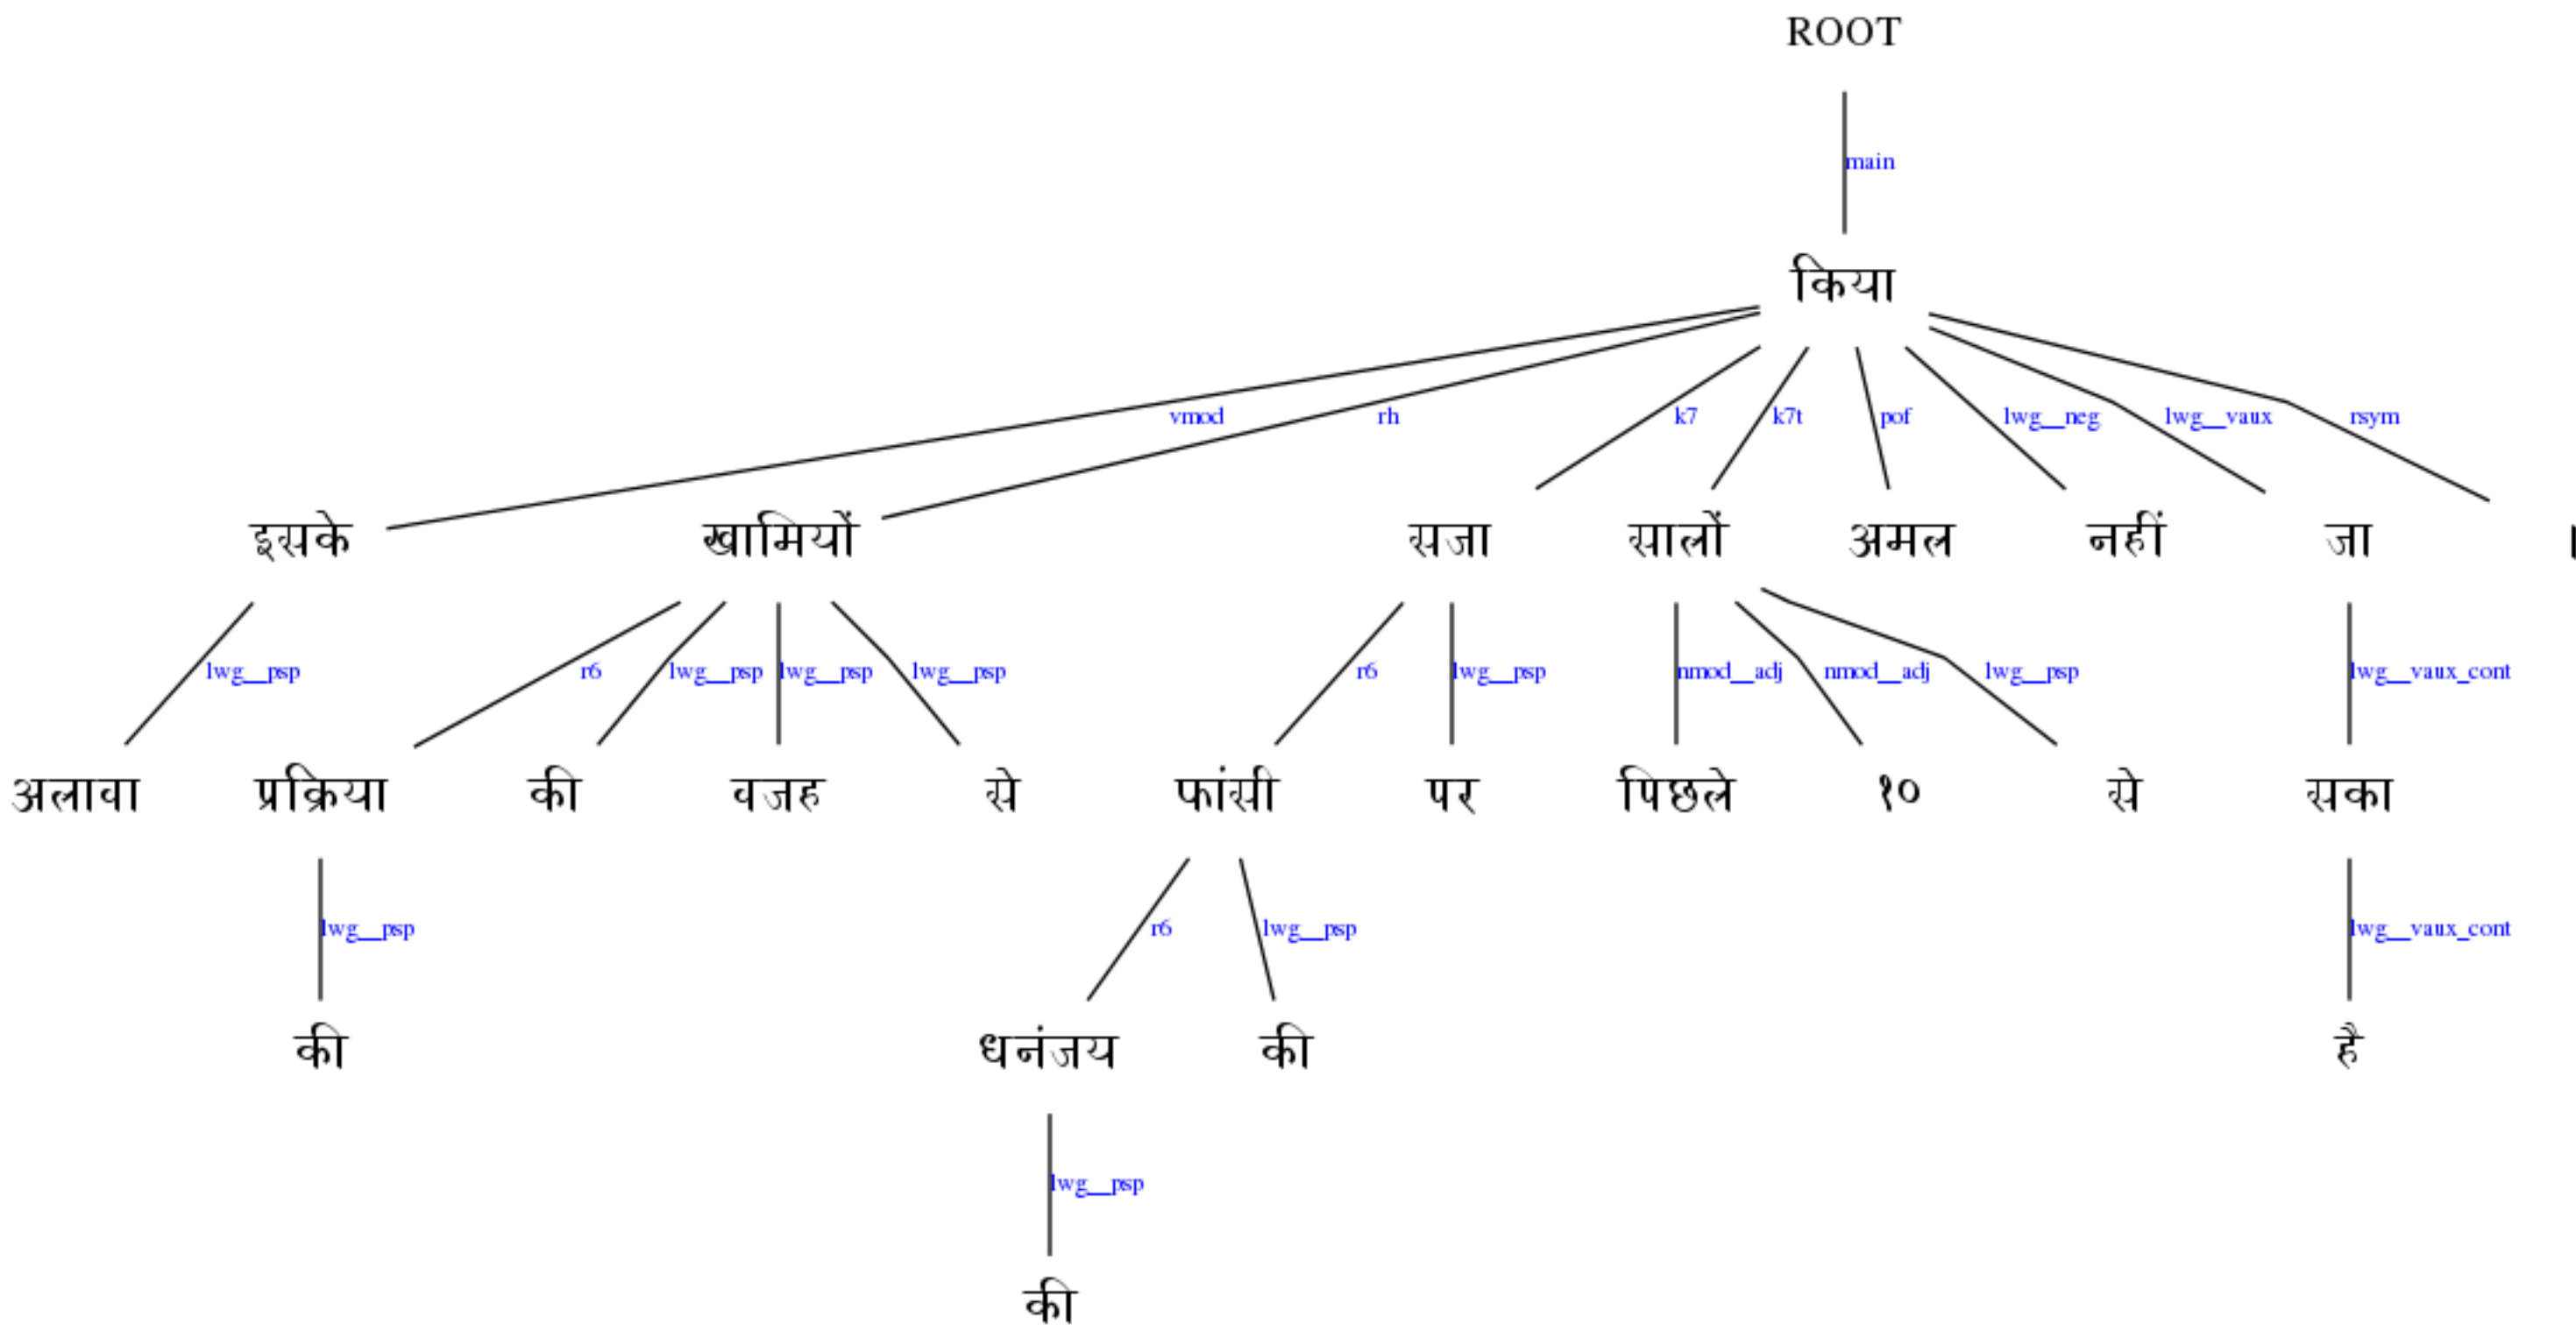 ROOT
main
किया
vmod rh k7 k7t pof lwg__neg lwg__vaux rsym
इसके खामियों सजा सालों अमल नहीं जा ।
lwg__psp r6 lwg__psp lwg__psp lwg__psp r6 lwg__psp nmod__adj nmod__adj lwg__psp lwg__vaux_cont
अलावा प्रक्रिया की वजह से फांसी पर पिछले १० से सका
lwg__psp r6 lwg__psp lwg__vaux_cont
की धनंजय की है
lwg__psp
की